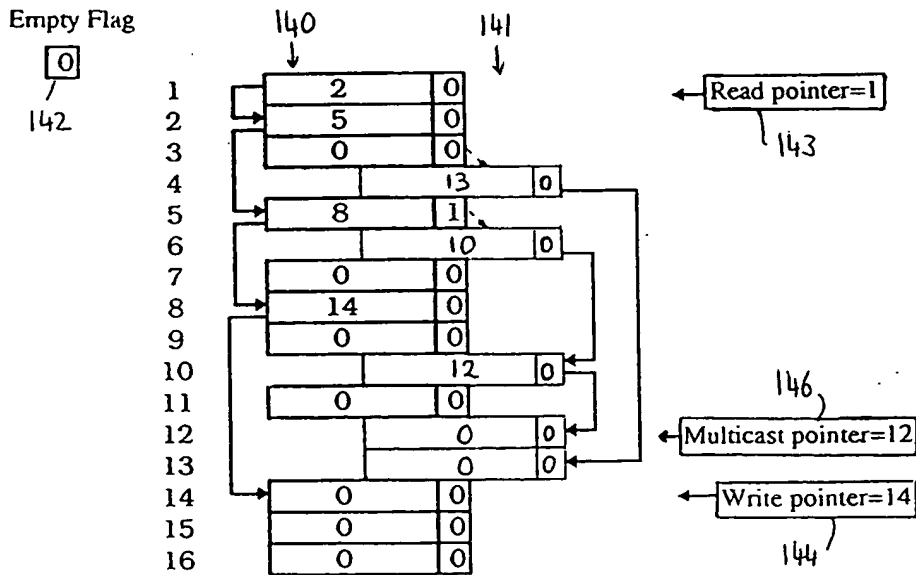 Empty Flag
0
142
140
141
1 2 0
2 5 0
3 0 0
4 13 0
5 8 1
6 10 0
7 0 0
8 14 0
9 0 0
10 12 0
11 0 0
12 0 0
13 0 0
14 0 0
15 0 0
16 0 0
Read pointer=1
143
146
Multicast pointer=12
Write pointer=14
144